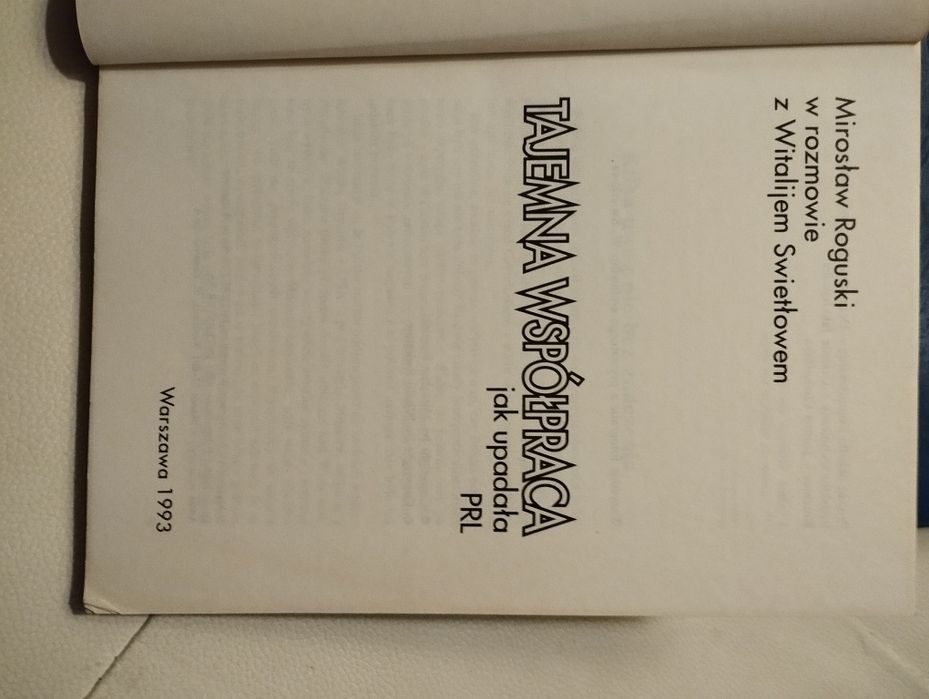 Mirosław Roguski
w rozmowie
z Witalijem Swietłowem
TAJEMNA WSPÓŁPRACA
jak upadała
PRL
Warszawa 1993